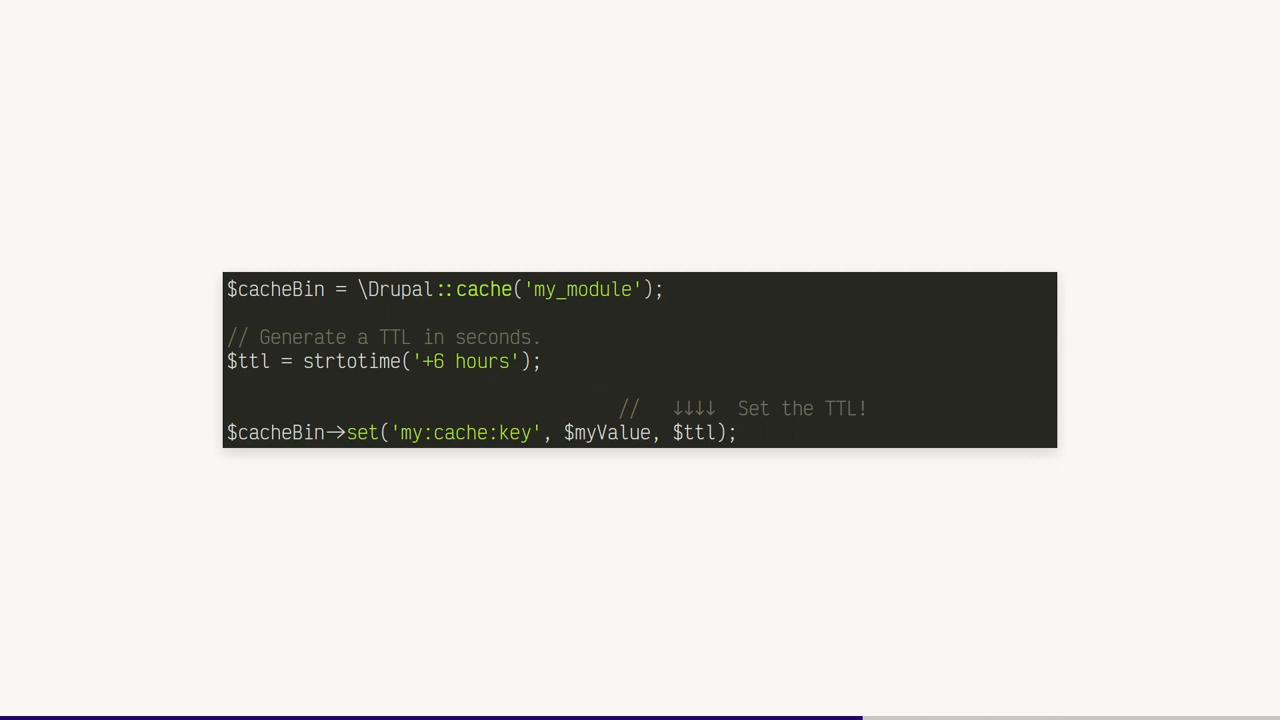 $cacheBin = \Drupal::cache('my_module');
// Generate a TTL in seconds.
$ttl = strtotime('+6 hours');
//   ↓↓↓↓  Set the TTL!
$cacheBin->set('my:cache:key', $myValue, $ttl);